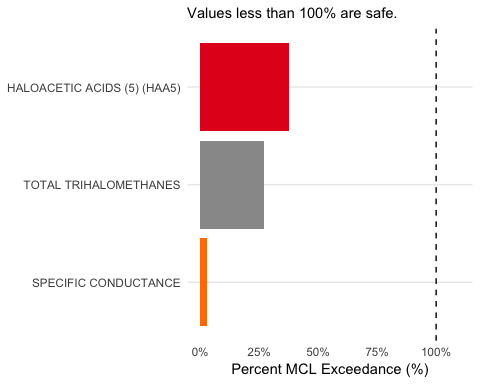 Values less than 100% are safe.
HALOACETIC ACIDS (5) (HAA5)
TOTAL TRIHALOMETHANES
SPECIFIC CONDUCTANCE
0% 25% 50% 75% 100%
Percent MCL Exceedance (%)